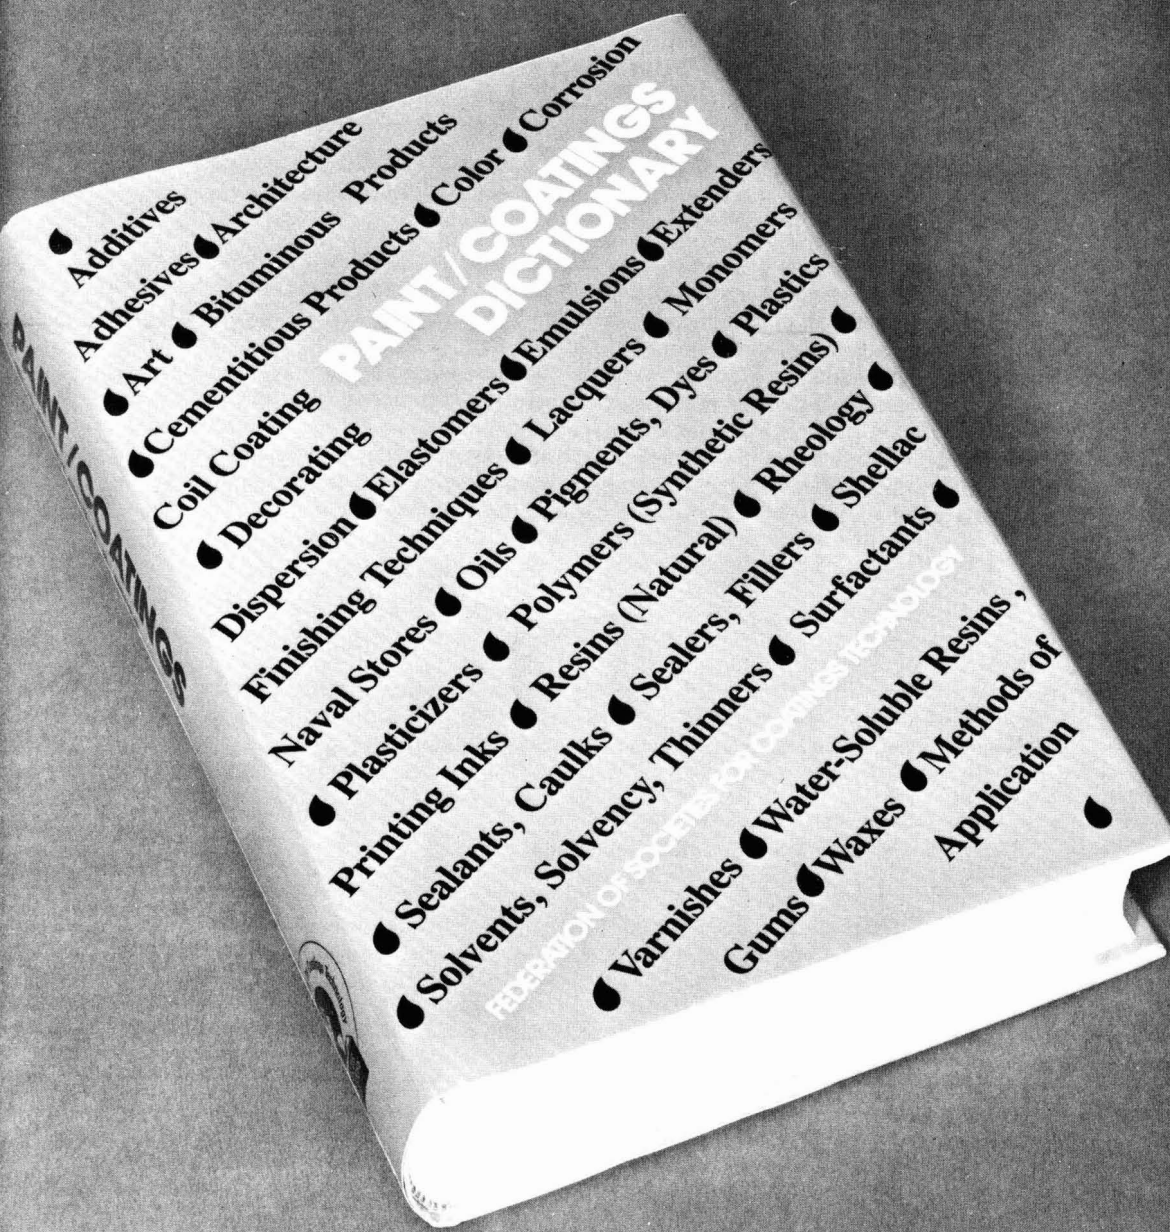 Additives
Adhesives Architecture
Art Bituminous Products
Cementitious Products Color Corrosion
PAINT/COATINGS
DICTIONARY
Coil Coating
Decorating
Dispersion Elastomers Emulsions Extenders
Finishing Techniques Lacquers Monomers
Naval Stores Oils Pigments, Dyes Plastics
Plasticizers Polymers (Synthetic Resins)
Printing Inks Resins (Natural) Rheology
Sealants, Caulks Sealers, Fillers Shellac
Solvents, Solvency, Thinners Surfactants
FEDERATION OF SOCIETIES FOR COATINGS TECHNOLOGY
Varnishes Water-Soluble Resins,
Gums Waxes Methods of
Application
PAINT/COATINGS